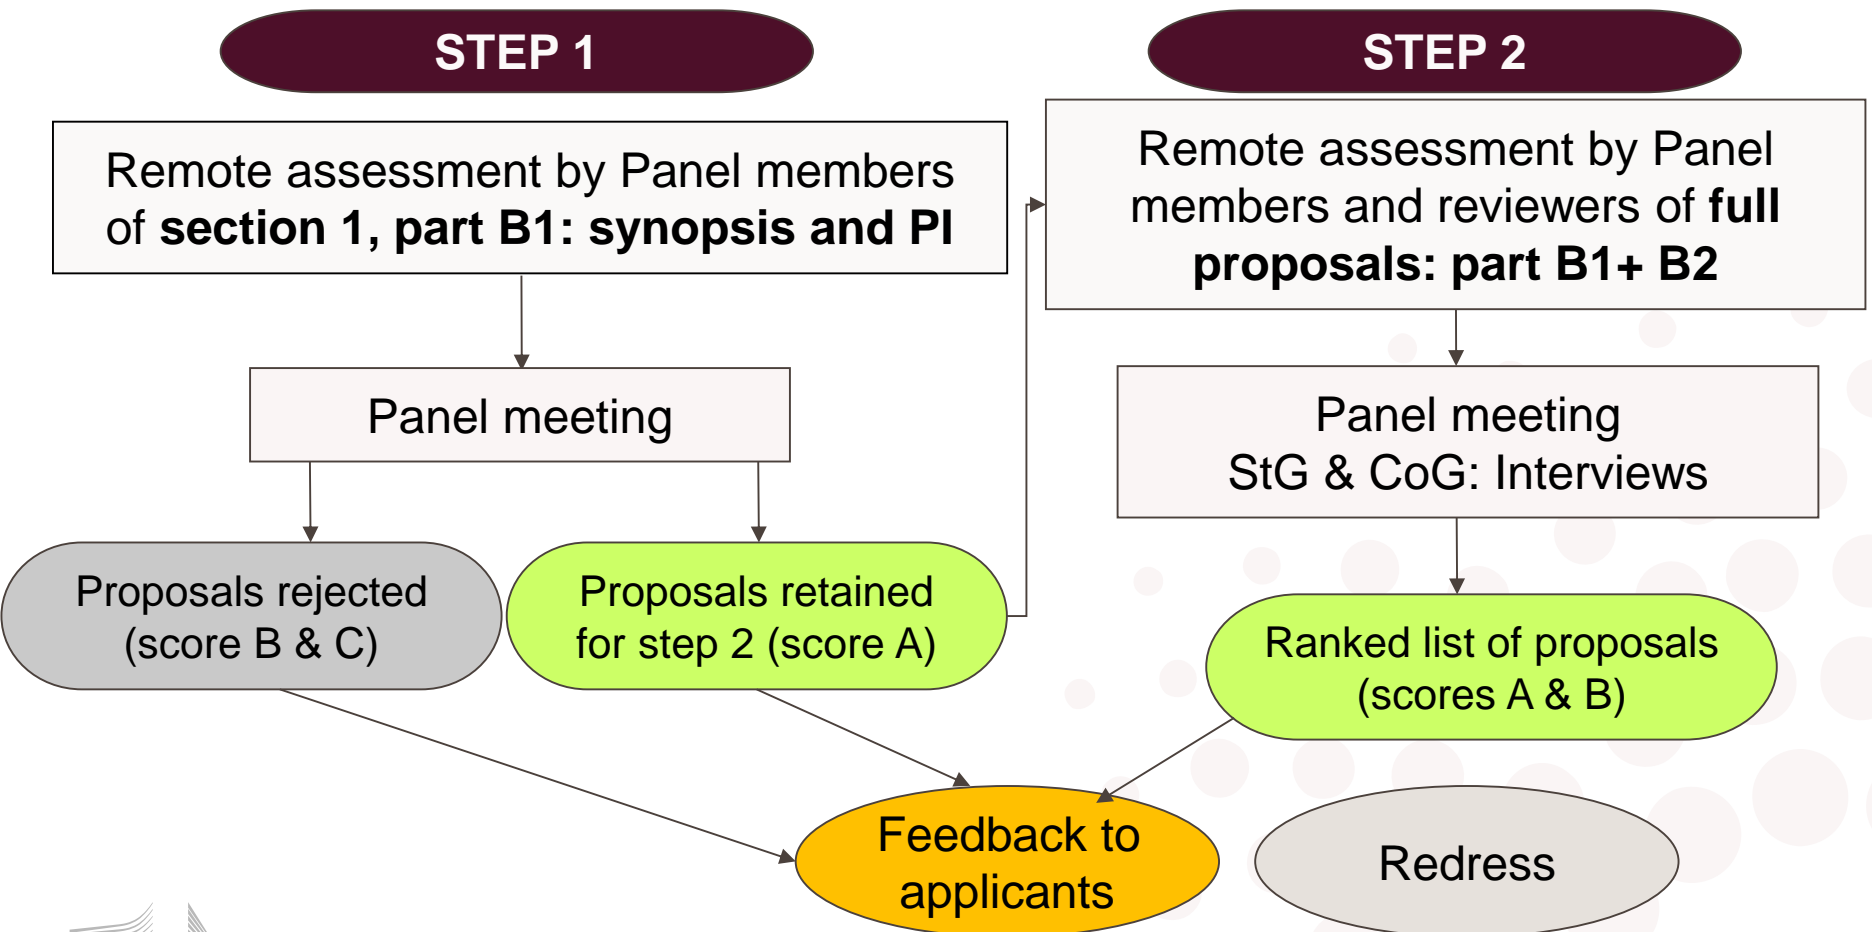 STEP 1
Remote assessment by Panel members
of section 1, part B1: synopsis and PI
Panel meeting
Proposals rejected
(score B & C)
Proposals retained
for step 2 (score A)
STEP 2
Remote assessment by Panel
members and reviewers of full
proposals: part B1+ B2
Panel meeting
StG & CoG: Interviews
Ranked list of proposals
(scores A & B)
Feedback to
applicants
Redress